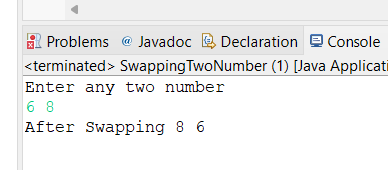 Problems @ Javadoc Declaration Console
<terminated> SwappingTwoNumber (1) [Java Applicati
Enter any two number
6 8
After Swapping 8 6